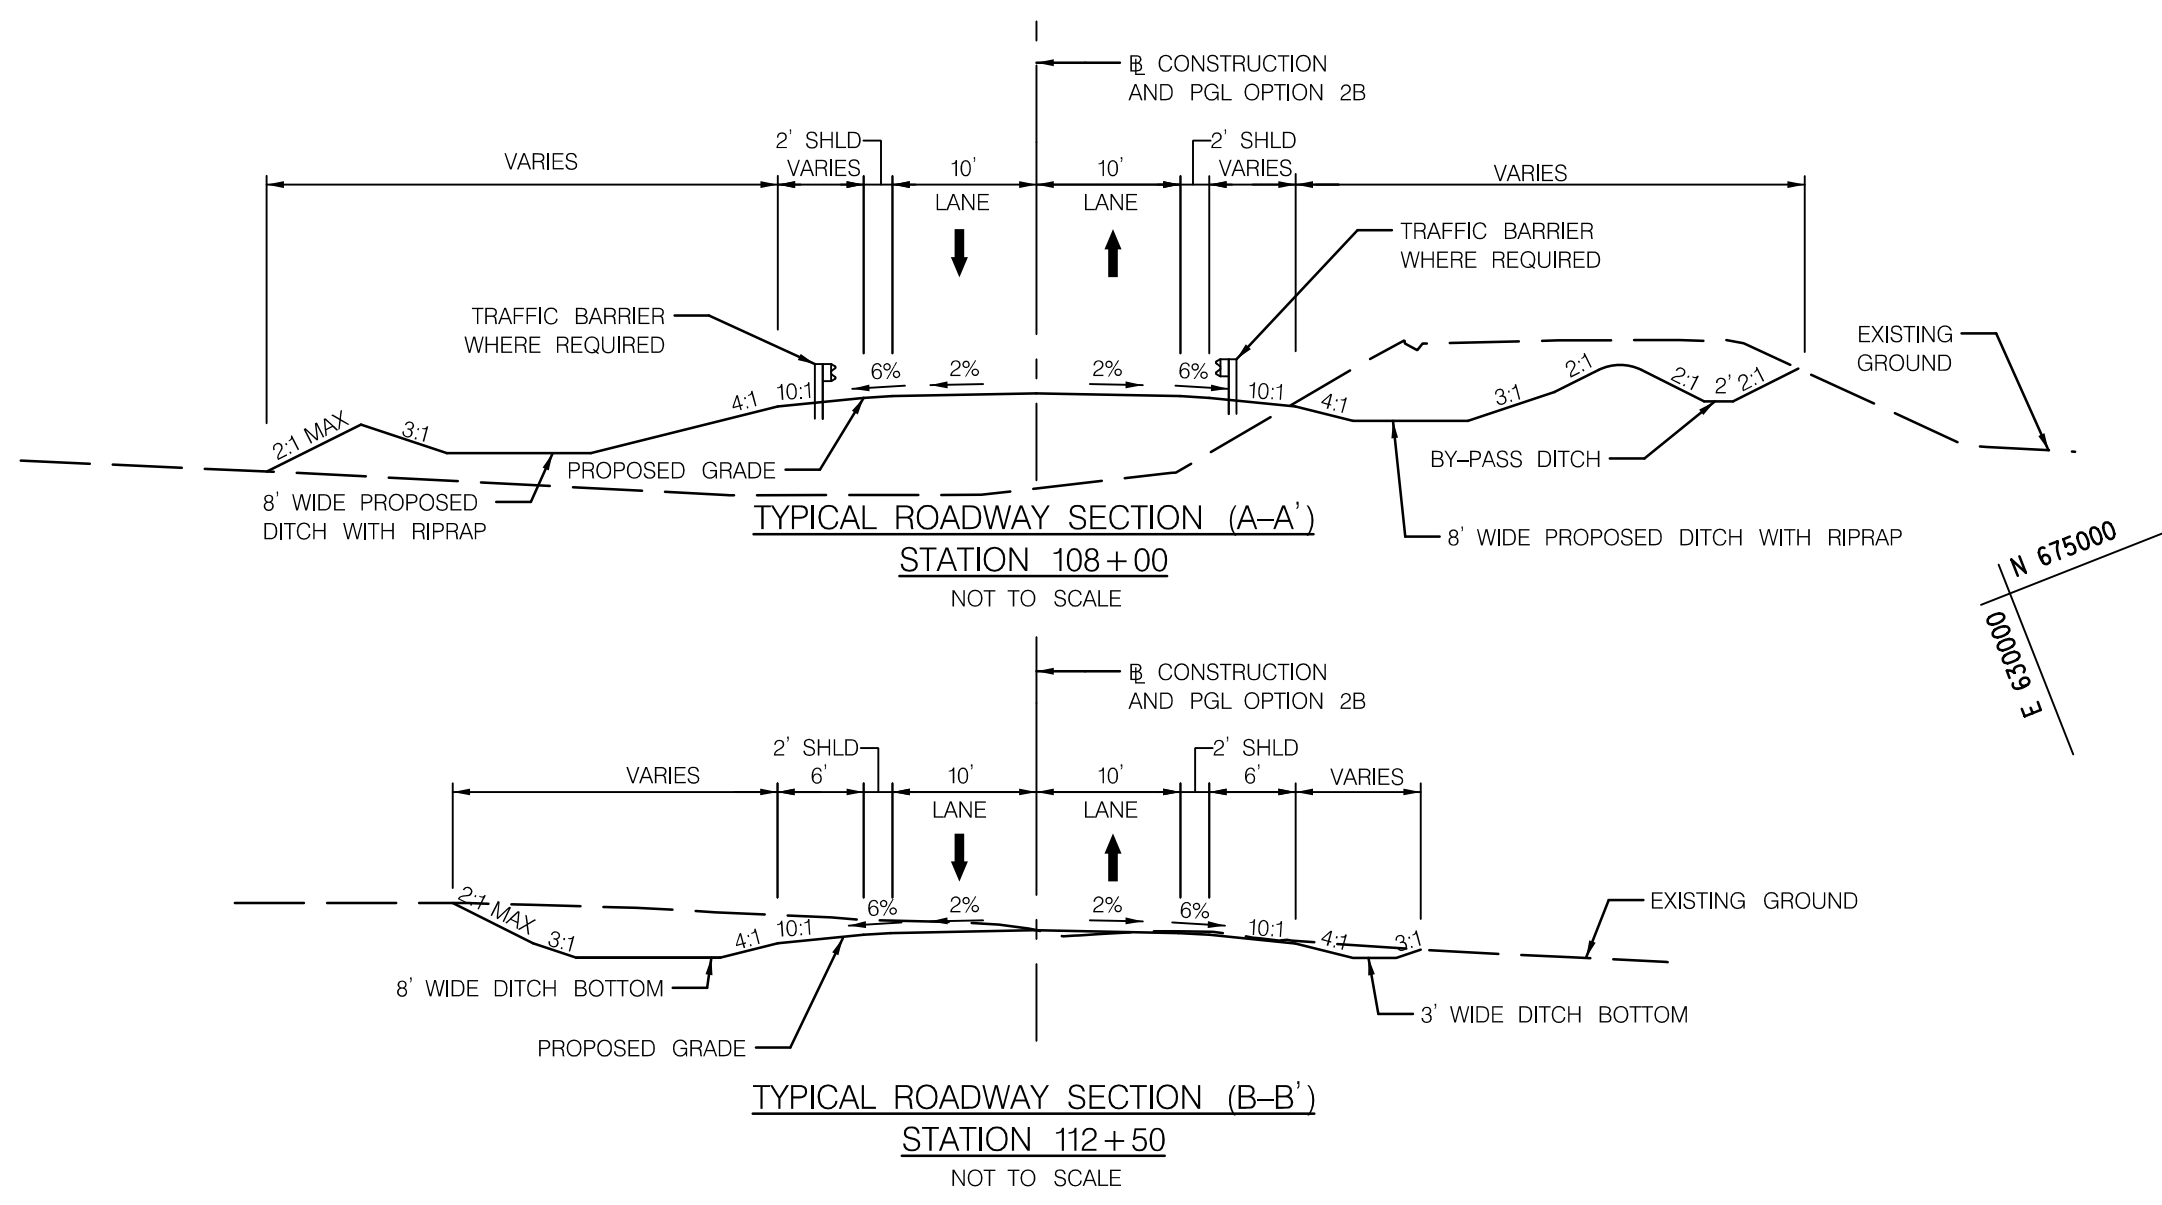 ℄ CONSTRUCTION
AND PGL OPTION 2B
2' SHLD
2' SHLD
VARIES
VARIES
10'
10'
VARIES
VARIES
LANE
LANE
TRAFFIC BARRIER
WHERE REQUIRED
TRAFFIC BARRIER
WHERE REQUIRED
EXISTING
GROUND
6%
2%
2%
6%
2:1 MAX
3:1
4:1
10:1
10:1
4:1
3:1
2:1
2:1
2'
2:1
PROPOSED GRADE
BY-PASS DITCH
8' WIDE PROPOSED
DITCH WITH RIPRAP
8' WIDE PROPOSED DITCH WITH RIPRAP
TYPICAL ROADWAY SECTION (A-A')
STATION 108+00
NOT TO SCALE
N 675000
E 630000
℄ CONSTRUCTION
AND PGL OPTION 2B
2' SHLD
2' SHLD
VARIES
6'
10'
10'
6'
VARIES
LANE
LANE
6%
2%
2%
6%
2:1 MAX
3:1
4:1
10:1
10:1
4:1
3:1
EXISTING GROUND
8' WIDE DITCH BOTTOM
3' WIDE DITCH BOTTOM
PROPOSED GRADE
TYPICAL ROADWAY SECTION (B-B')
STATION 112+50
NOT TO SCALE